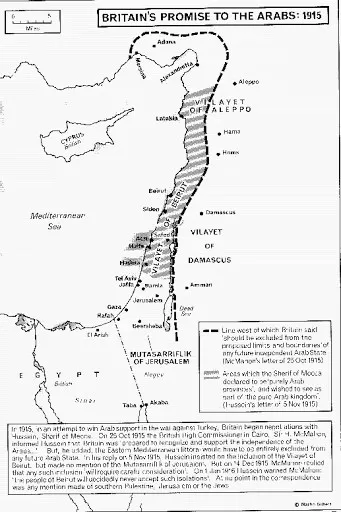 BRITAIN'S PROMISE TO THE ARABS: 1915
Miles
Adana
Mersina
Alexandretta
Aleppo
VILAYET
OF ALEPPO
Latakia
Hama
Homs
CYPRUS
British
Beirut
Sidon
Damascus
VILAYET OF BEIRUT
Mediterranean
Sea
VILAYET
OF
DAMASCUS
Acre
Safed
Haifa
Hadera
Tel Aviv
Jaffa
Ramla
Amman
Jerusalem
Gaza
Rafah
Dead
Sea
Beersheba
El Arish
MUTASARRIFLIK
OF JERUSALEM
Negev
EGYPT
British
Sinai
Taba
Akaba
Line west of which Britain said
'should be excluded from the
proposed limits and boundaries' of
any future independent Arab State
(McMahon's letter of 25 Oct 1915)
Areas which the Sherif of Mecca
declared to be 'purely Arab
provinces', and wished to see as
part of 'the pure Arab kingdom'.
(Hussein's letter of 5 Nov 1915)
In 1915, in an attempt to win Arab support in the war against Turkey, Britain began negotiations with
Hussein, Sherif of Mecca. On 25 Oct 1915 the British High Commissioner in Cairo, Sir H. McMahon,
informed Hussein that Britain was 'prepared to recognize and support the independence of the
Arabs...' But, he added, the Eastern Mediterranean littoral would have to be entirely excluded from
any future Arab State. In his reply on 5 Nov 1915, Hussein insisted on the inclusion of the Vilayet of
Beirut, but made no mention of the Mutasarriflik of Jerusalem. But on 14 Dec 1915 McMahon replied
that any such inclusion 'will require careful consideration'. On 1 Jan 1916 Hussein warned McMahon:
'the people of Beirut will decidedly never accept such isolations'. At no point in the correspondence
was any mention made of southern Palestine, Jerusalem or the Jews
© Martin Gilbert